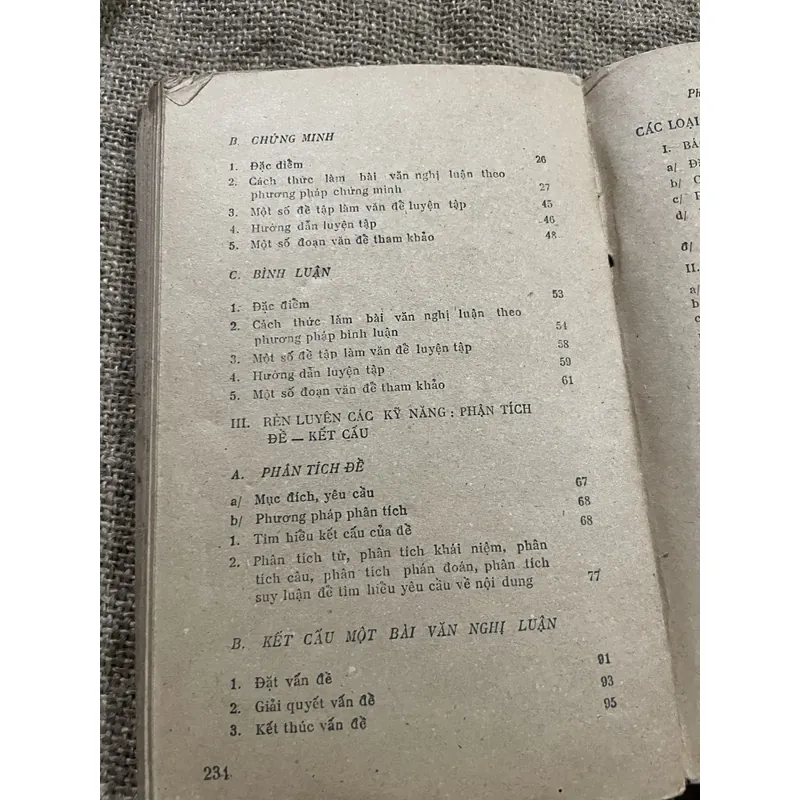 B. CHỨNG MINH
1. Đặc điểm 26
2. Cách thức làm bài văn nghị luận theo
phương pháp chứng minh 27
3. Một số đề tập làm văn để luyện tập 45
4. Hướng dẫn luyện tập 46
5. Một số đoạn văn để tham khảo 48
C. BÌNH LUẬN
1. Đặc điểm 53
2. Cách thức làm bài văn nghị luận theo
phương pháp bình luận 54
3. Một số đề tập làm văn để luyện tập 58
4. Hướng dẫn luyện tập 59
5. Một số đoạn văn để tham khảo 61
III. RÈN LUYỆN CÁC KỸ NĂNG : PHÂN TÍCH
ĐỀ — KẾT CẤU
A. PHÂN TÍCH ĐỀ
a/ Mục đích, yêu cầu 67
b/ Phương pháp phân tích 68
1. Tìm hiểu kết cấu của đề 68
2. Phân tích từ, phân tích khái niệm, phân
tích câu, phân tích phán đoán, phân tích
suy luận để tìm hiểu yêu cầu về nội dung 77
B. KẾT CẤU MỘT BÀI VĂN NGHỊ LUẬN
1. Đặt vấn đề 91
2. Giải quyết vấn đề 93
3. Kết thúc vấn đề 95
231
CÁC LOẠI
I.
a/
b/
c/
d/
đ/
II.
a/
b
c